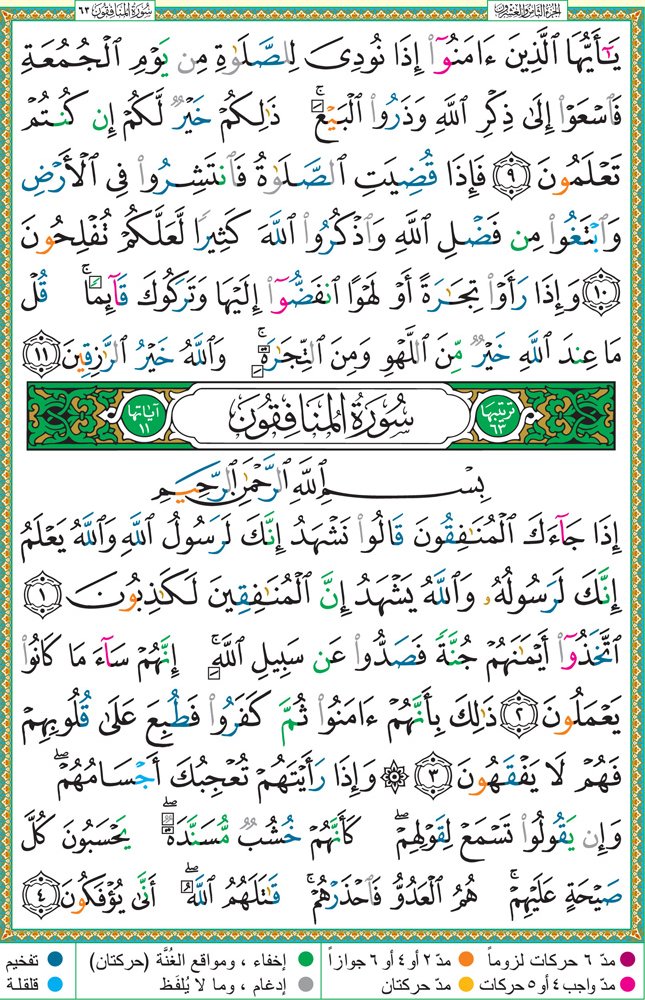 الجزء الثامن والعشرون سورة المنافقون ٦٣
يَٰٓأَيُّهَا ٱلَّذِينَ ءَامَنُوٓا۟ إِذَا نُودِىَ لِلصَّلَوٰةِ مِن يَوْمِ ٱلْجُمُعَةِ
فَٱسْعَوْا۟ إِلَىٰ ذِكْرِ ٱللَّهِ وَذَرُوا۟ ٱلْبَيْعَ ۚ ذَٰلِكُمْ خَيْرٌ لَّكُمْ إِن كُنتُمْ
تَعْلَمُونَ ٩ فَإِذَا قُضِيَتِ ٱلصَّلَوٰةُ فَٱنتَشِرُوا۟ فِى ٱلْأَرْضِ
وَٱبْتَغُوا۟ مِن فَضْلِ ٱللَّهِ وَٱذْكُرُوا۟ ٱللَّهَ كَثِيرًا لَّعَلَّكُمْ تُفْلِحُونَ
١٠ وَإِذَا رَأَوْا۟ تِجَٰرَةً أَوْ لَهْوًا ٱنفَضُّوٓا۟ إِلَيْهَا وَتَرَكُوكَ قَآئِمًا ۚ قُلْ
مَا عِندَ ٱللَّهِ خَيْرٌ مِّنَ ٱللَّهْوِ وَمِنَ ٱلتِّجَٰرَةِ ۚ وَٱللَّهُ خَيْرُ ٱلرَّٰزِقِينَ ١١
ترتيبها ٦٣ سورة المنافقون آياتها ١١
بِسْمِ ٱللَّهِ ٱلرَّحْمَٰنِ ٱلرَّحِيمِ
إِذَا جَآءَكَ ٱلْمُنَٰفِقُونَ قَالُوا۟ نَشْهَدُ إِنَّكَ لَرَسُولُ ٱللَّهِ وَٱللَّهُ يَعْلَمُ
إِنَّكَ لَرَسُولُهُۥ وَٱللَّهُ يَشْهَدُ إِنَّ ٱلْمُنَٰفِقِينَ لَكَٰذِبُونَ ١
ٱتَّخَذُوٓا۟ أَيْمَٰنَهُمْ جُنَّةً فَصَدُّوا۟ عَن سَبِيلِ ٱللَّهِ ۚ إِنَّهُمْ سَآءَ مَا كَانُوا۟
يَعْمَلُونَ ٢ ذَٰلِكَ بِأَنَّهُمْ ءَامَنُوا۟ ثُمَّ كَفَرُوا۟ فَطُبِعَ عَلَىٰ قُلُوبِهِمْ
فَهُمْ لَا يَفْقَهُونَ ٣ ۞ وَإِذَا رَأَيْتَهُمْ تُعْجِبُكَ أَجْسَامُهُمْ ۖ
وَإِن يَقُولُوا۟ تَسْمَعْ لِقَوْلِهِمْ ۖ كَأَنَّهُمْ خُشُبٌ مُّسَنَّدَةٌ ۖ يَحْسَبُونَ كُلَّ
صَيْحَةٍ عَلَيْهِمْ ۚ هُمُ ٱلْعَدُوُّ فَٱحْذَرْهُمْ ۚ قَٰتَلَهُمُ ٱللَّهُ ۖ أَنَّىٰ يُؤْفَكُونَ ٤
مدّ ٦ حركات لزوماً مدّ ٢ أو ٤ أو ٦ جوازاً إخفاء ، ومواقع الغُنَّة (حركتان) تفخيم
مدّ واجب ٤ أو ٥ حركات مدّ حركتان إدغام ، وما لا يُلفَظ قلقلة